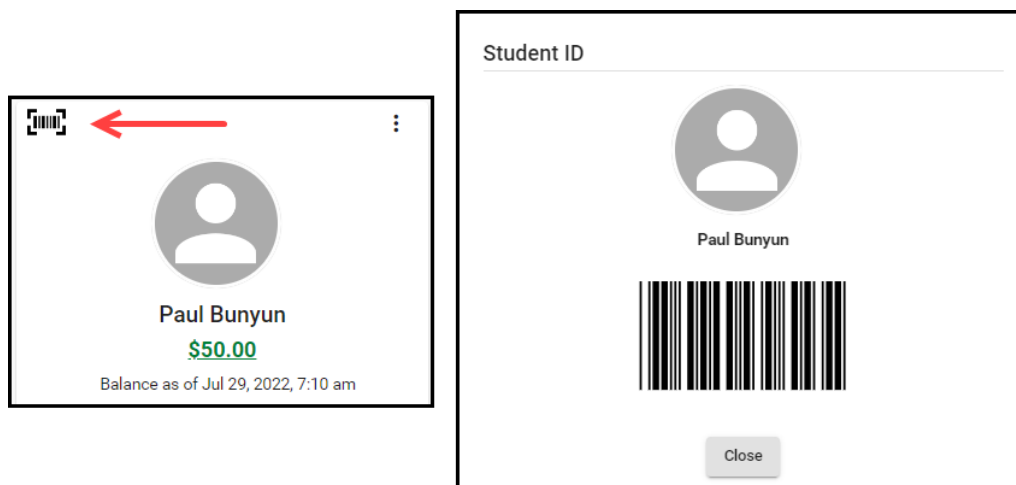 Paul Bunyun
$50.00
Balance as of Jul 29, 2022, 7:10 am
Student ID
Paul Bunyun
Close